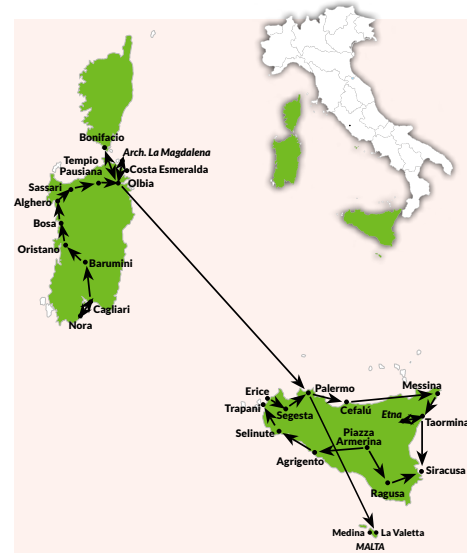 Bonifacio
Arch. La Magdalena
Tempio
Pausiana
Costa Esmeralda
Sassari
Olbia
Alghero
Bosa
Oristano
Barumini
Cagliari
Nora
Erice
Palermo
Messina
Trapani
Segesta
Cefalú
Etna
Taormina
Selinute
Piazza
Armerina
Agrigento
Siracusa
Ragusa
Medina
La Valetta
MALTA